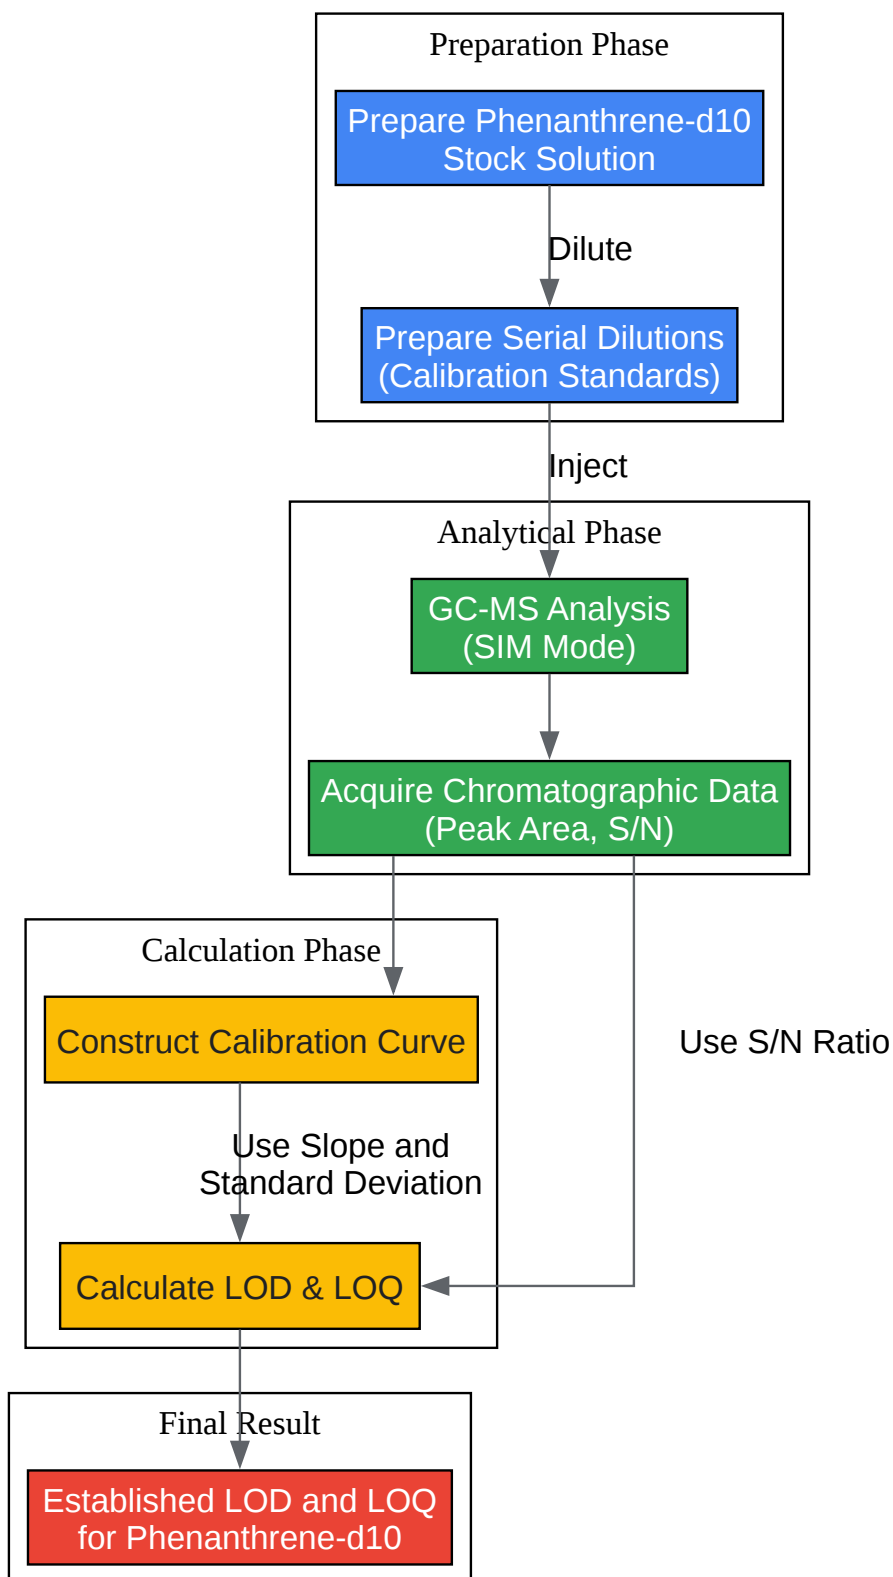 Preparation Phase
Prepare Phenanthrene-d10
Stock Solution
Dilute
Prepare Serial Dilutions
(Calibration Standards)
Inject
Analytical Phase
GC-MS Analysis
(SIM Mode)
Acquire Chromatographic Data
(Peak Area, S/N)
Calculation Phase
Construct Calibration Curve
Use S/N Ratio
Use Slope and
Standard Deviation
Calculate LOD & LOQ
Final Result
Established LOD and LOQ
for Phenanthrene-d10